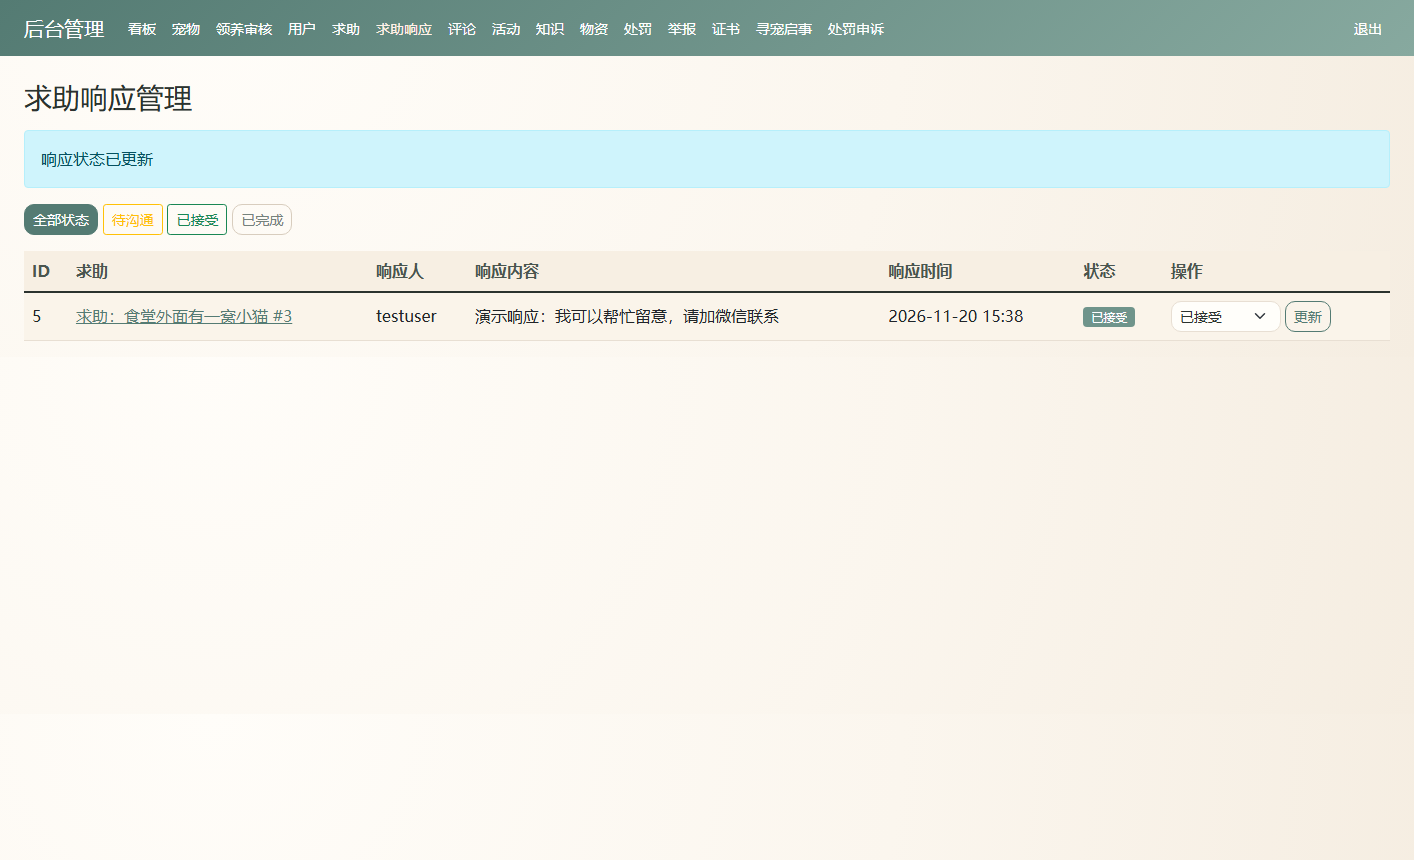 后台管理 看板 宠物 领养审核 用户 求助 求助响应 评论 活动 知识 物资 处罚 举报 证书 寻宠启事 处罚申诉 退出
求助响应管理
响应状态已更新
全部状态 待沟通 已接受 已完成
ID 求助 响应人 响应内容 响应时间 状态 操作
5 求助：食堂外面有一窝小猫 #3 testuser 演示响应：我可以帮忙留意，请加微信联系 2026-11-20 15:38 已接受 已接受 更新